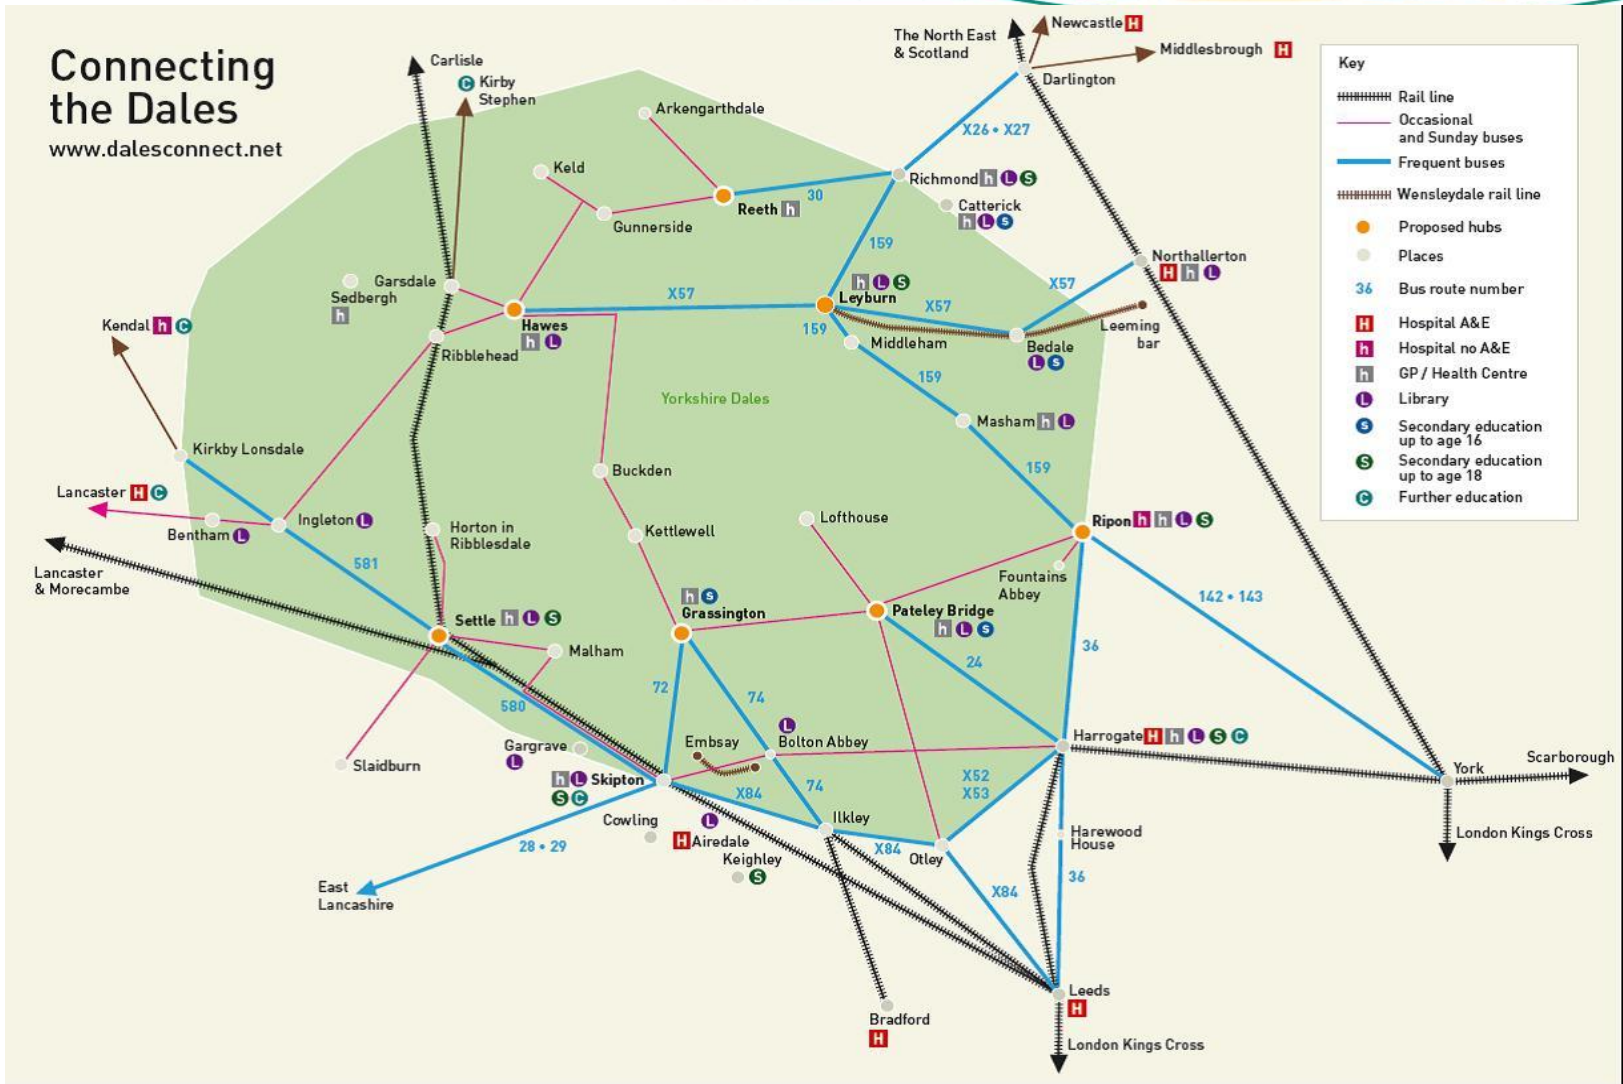 Connecting
the Dales
www.dalesconnect.net
Carlisle
C Kirby
Stephen
The North East
& Scotland
Newcastle H
Middlesbrough H
Darlington
X26 • X27
Arkengarthdale
Keld
Reeth h
30
Richmond h L S
Catterick
h L s
Gunnerside
159
Garsdale
Sedbergh
h
Northallerton
H h L
h L S
Leyburn
X57
X57
X57
Hawes
h L
159
Middleham
Leeming
bar
Bedale
L s
Kendal h C
Ribblehead
159
Yorkshire Dales
Masham h L
Kirkby Lonsdale
159
Buckden
Lancaster H C
Bentham L
Ingleton L
Horton in
Ribblesdale
Kettlewell
Lofthouse
Ripon h h L S
581
Lancaster
& Morecambe
Fountains
Abbey
h s
Grassington
142 • 143
Settle h L S
Pateley Bridge
h L s
Malham
36
24
72
74
580
L
Bolton Abbey
Embsay
Harrogate H h L S C
Gargrave
L
Slaidburn
h L Skipton
S C
York
Scarborough
X52
X53
X84
74
Cowling
L
H Airedale
Keighley
S
Ilkley
X84
Otley
Harewood
House
London Kings Cross
28 • 29
East
Lancashire
X84
36
Leeds
H
Bradford
H
London Kings Cross
Key
Rail line
Occasional
and Sunday buses
Frequent buses
Wensleydale rail line
Proposed hubs
Places
36 Bus route number
H Hospital A&E
h Hospital no A&E
h GP / Health Centre
L Library
s Secondary education
up to age 16
S Secondary education
up to age 18
C Further education